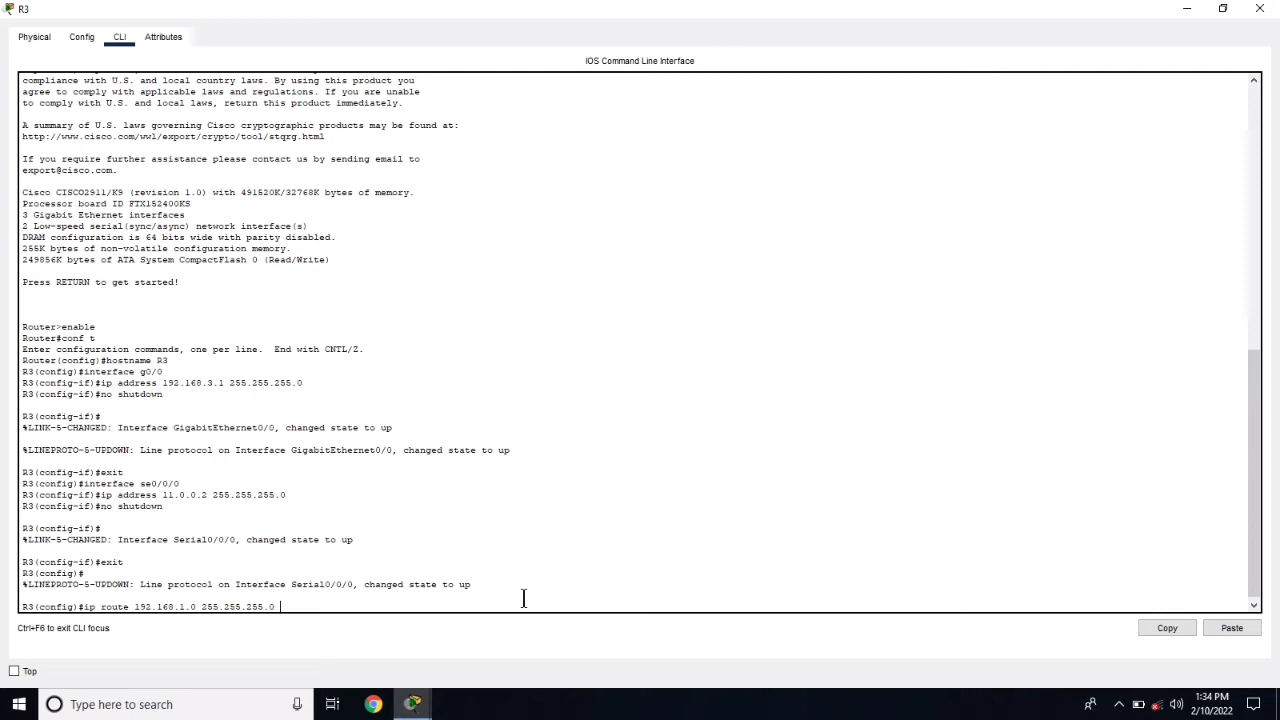 R3
Physical Config CLI Attributes
IOS Command Line Interface
compliance with U.S. and local country laws. By using this product you
agree to comply with applicable laws and regulations. If you are unable
to comply with U.S. and local laws, return this product immediately.
A summary of U.S. laws governing Cisco cryptographic products may be found at:
http://www.cisco.com/wwl/export/crypto/tool/stqrg.html
If you require further assistance please contact us by sending email to
export@cisco.com.
Cisco CISCO2911/K9 (revision 1.0) with 491520K/32768K bytes of memory.
Processor board ID FTX152400KS
3 Gigabit Ethernet interfaces
2 Low-speed serial(sync/async) network interface(s)
DRAM configuration is 64 bits wide with parity disabled.
255K bytes of non-volatile configuration memory.
249856K bytes of ATA System CompactFlash 0 (Read/Write)
Press RETURN to get started!
Router>enable
Router#conf t
Enter configuration commands, one per line.  End with CNTL/Z.
Router(config)#hostname R3
R3(config)#interface g0/0
R3(config-if)#ip address 192.168.3.1 255.255.255.0
R3(config-if)#no shutdown
R3(config-if)#
%LINK-5-CHANGED: Interface GigabitEthernet0/0, changed state to up
%LINEPROTO-5-UPDOWN: Line protocol on Interface GigabitEthernet0/0, changed state to up
R3(config-if)#exit
R3(config)#interface se0/0/0
R3(config-if)#ip address 11.0.0.2 255.255.255.0
R3(config-if)#no shutdown
R3(config-if)#
%LINK-5-CHANGED: Interface Serial0/0/0, changed state to up
R3(config-if)#exit
R3(config)#
%LINEPROTO-5-UPDOWN: Line protocol on Interface Serial0/0/0, changed state to up
R3(config)#ip route 192.168.1.0 255.255.255.0
Ctrl+F6 to exit CLI focus
Copy Paste
Top
Type here to search
1:34 PM
2/10/2022